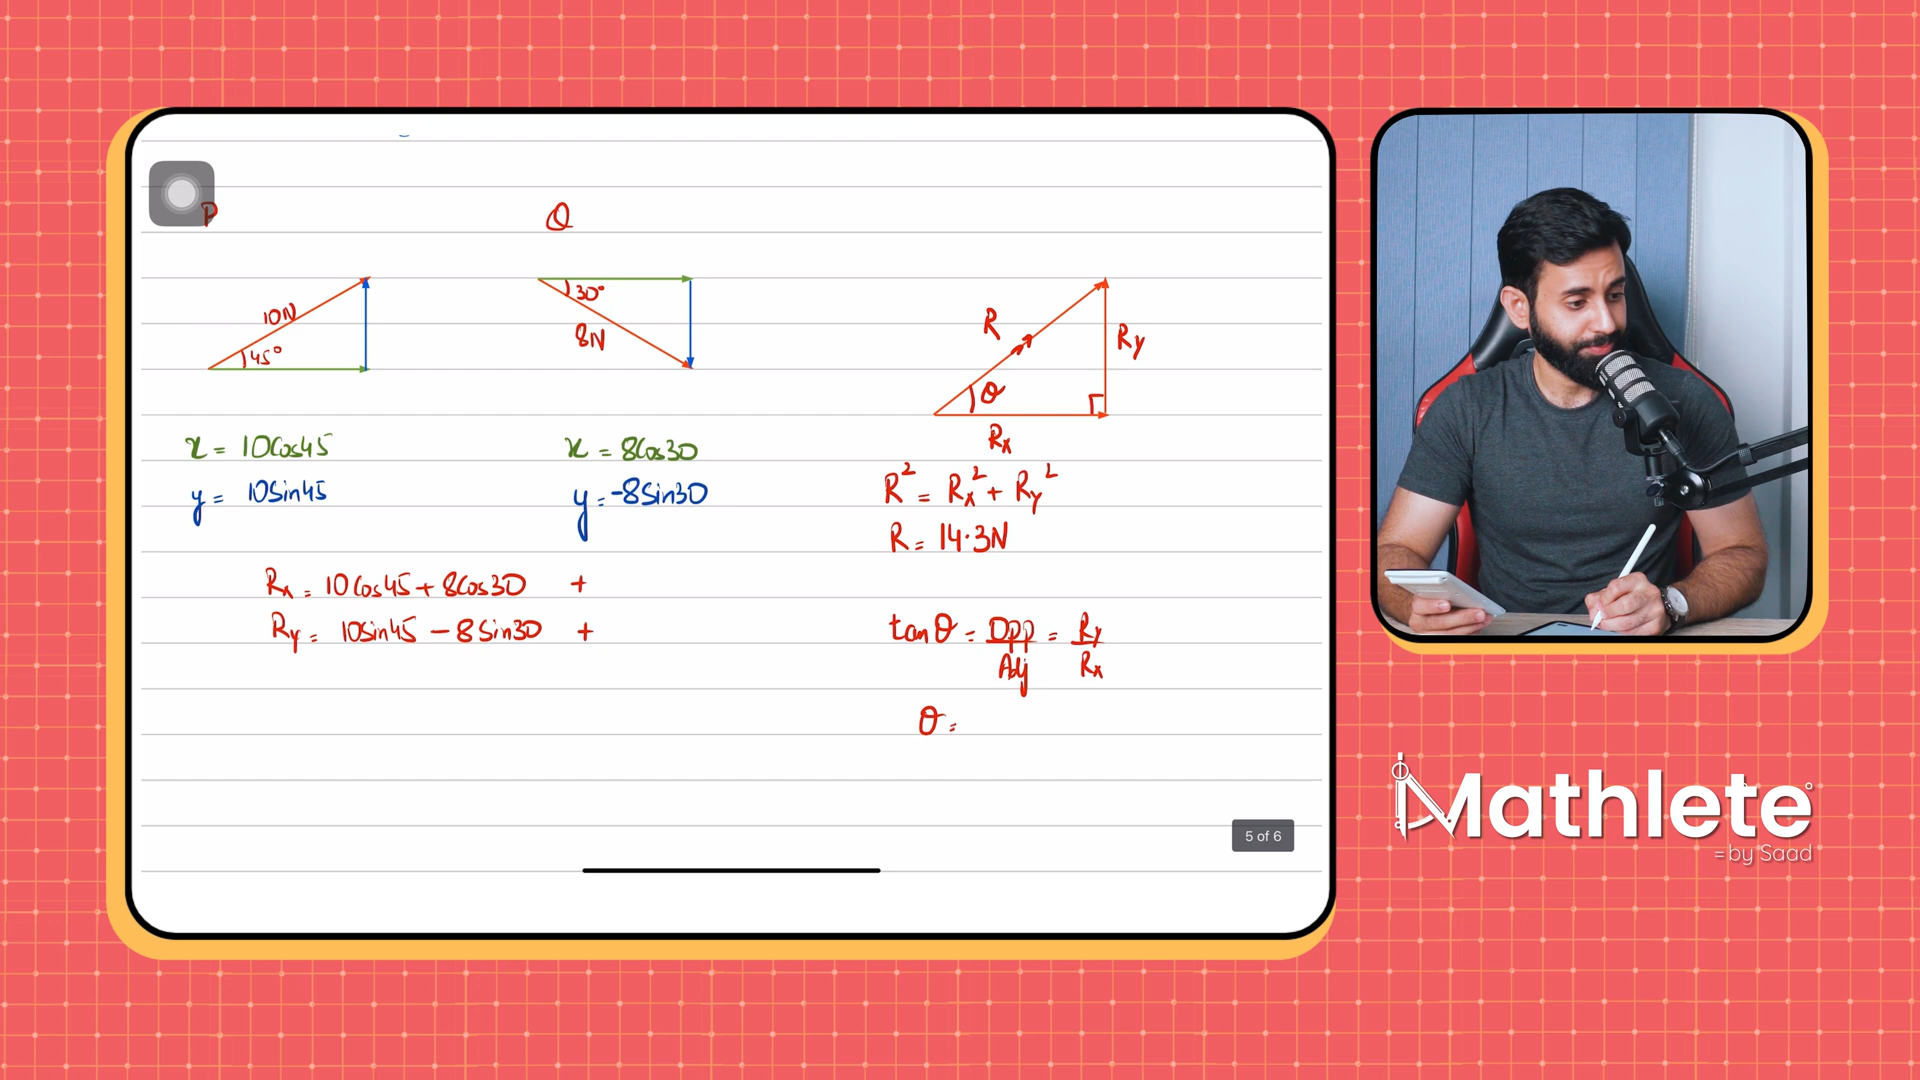 P
Q
10N
45°
30°
8N
R
Ry
θ
Rx
x = 10Cos45
y = 10Sin45
x = 8Cos30
y = -8Sin30
Rx = 10Cos45 + 8Cos30 +
Ry = 10Sin45 - 8Sin30 +
R² = Rx² + Ry²
R = 14.3N
tanθ = Opp/Adj = Ry/Rx
θ =
5 of 6
Mathlete
=by Saad